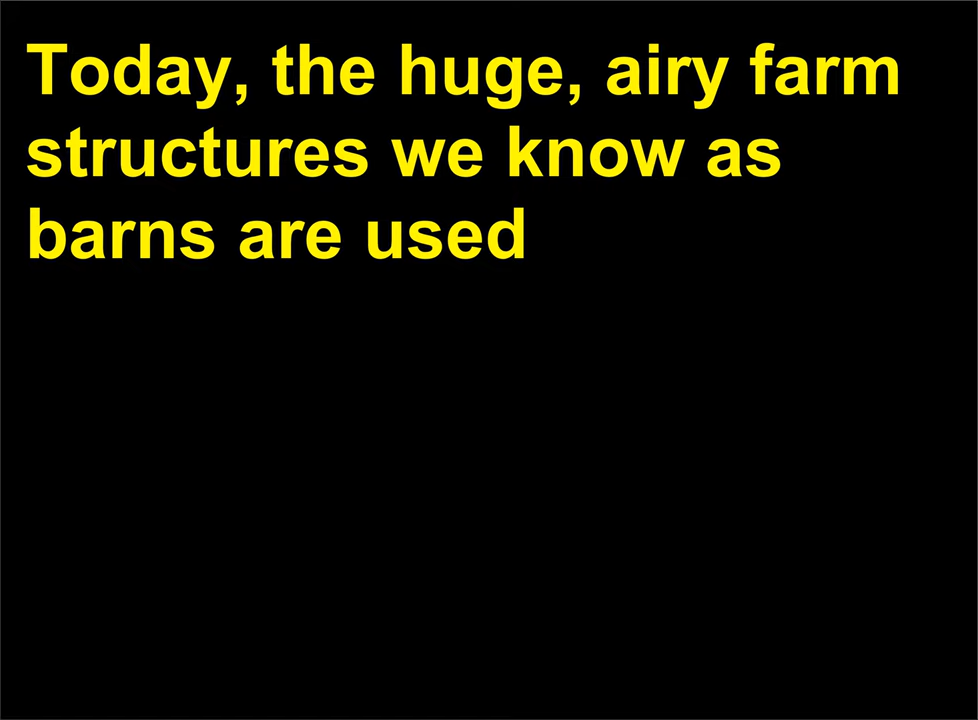 Today, the huge, airy farm
structures we know as
barns are used